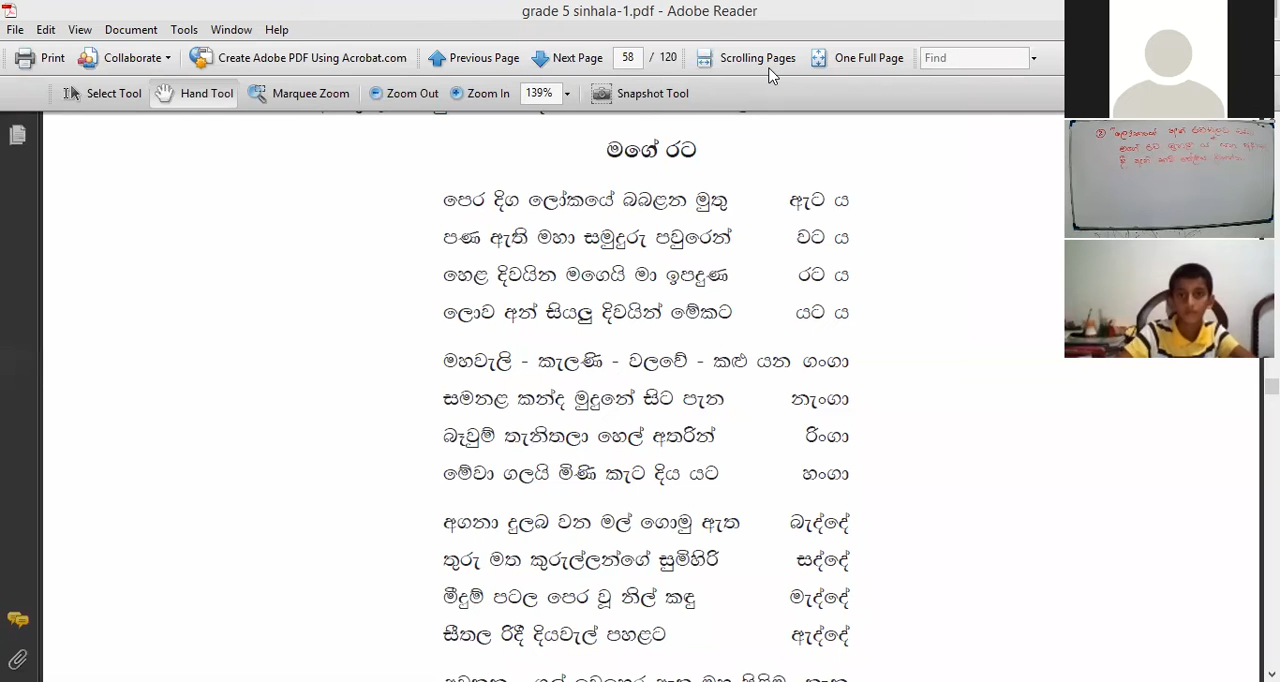 grade 5 sinhala-1.pdf - Adobe Reader
File Edit View Document Tools Window Help
Print Collaborate Create Adobe PDF Using Acrobat.com Previous Page Next Page 58 / 120 Scrolling Pages One Full Page Find
Select Tool Hand Tool Marquee Zoom Zoom Out Zoom In 139% Snapshot Tool
මගේ රට
පෙර දිග ලෝකයේ බබළන මුතු ඇට ය
පණ ඇති මහා සමුදුරු පවුරෙන් වට ය
හෙළ දිවයින මගෙයි මා ඉපදුණ රට ය
ලොව අන් සියලු දිවයින් මේකට යට ය
මහවැලි - කැලණි - වලවේ - කළු යන ගංගා
සමනළ කන්ද මුදුනේ සිට පැන නැංගා
බෑවුම් තැනිතලා හෙල් අතරින් රිංගා
මේවා ගලයි මිණි කැට දිය යට හංගා
අගනා දුලබ වන මල් ගොමු ඇත බැද්දේ
තුරු මත කුරුල්ලන්ගේ සුමිහිරි සද්දේ
මීදුම් පටල පෙර වූ නිල් කඳු මැද්දේ
සීතල රිදී දියවැල් පහළට ඇද්දේ